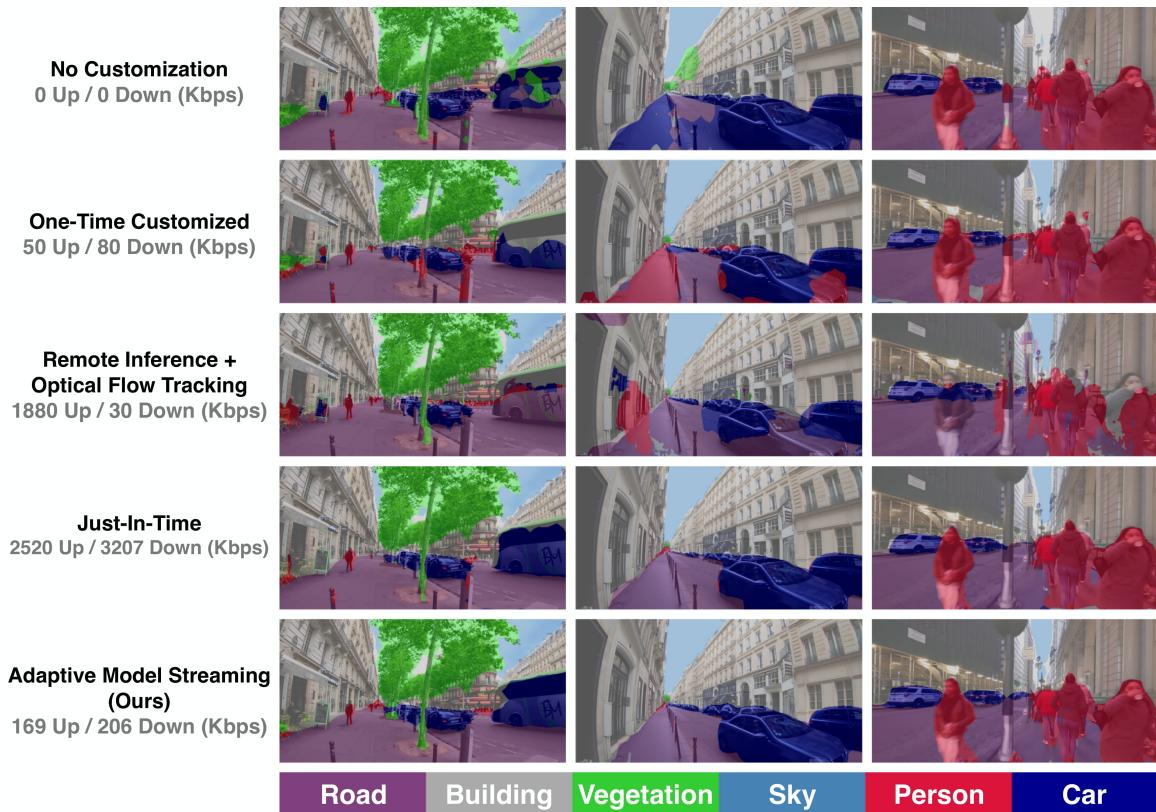 No Customization
0 Up / 0 Down (Kbps)
One-Time Customized
50 Up / 80 Down (Kbps)
Remote Inference +
Optical Flow Tracking
1880 Up / 30 Down (Kbps)
Just-In-Time
2520 Up / 3207 Down (Kbps)
Adaptive Model Streaming
(Ours)
169 Up / 206 Down (Kbps)
Road
Building
Vegetation
Sky
Person
Car